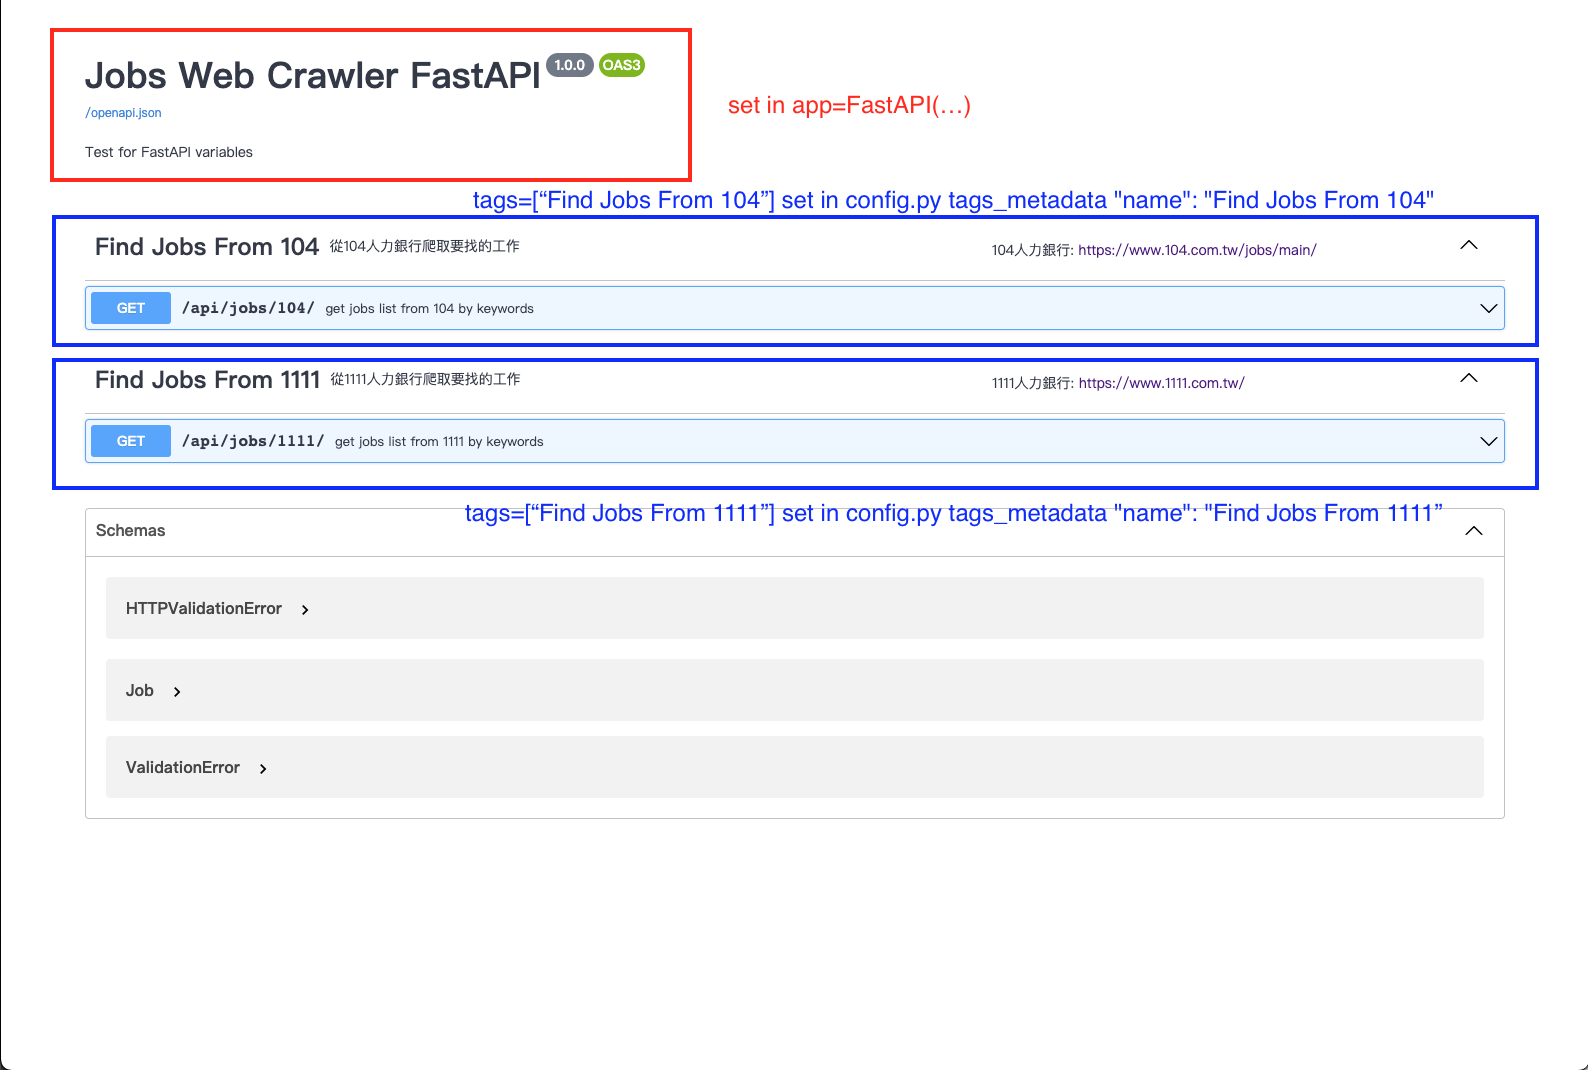 Jobs Web Crawler FastAPI 1.0.0 OAS3
/openapi.json
set in app=FastAPI(...)
Test for FastAPI variables
tags=[“Find Jobs From 104”] set in config.py tags_metadata "name": "Find Jobs From 104"
Find Jobs From 104 從104人力銀行爬取要找的工作 104人力銀行: https://www.104.com.tw/jobs/main/
GET /api/jobs/104/ get jobs list from 104 by keywords
Find Jobs From 1111 從1111人力銀行爬取要找的工作 1111人力銀行: https://www.1111.com.tw/
GET /api/jobs/1111/ get jobs list from 1111 by keywords
tags=[“Find Jobs From 1111”] set in config.py tags_metadata "name": "Find Jobs From 1111”
Schemas
HTTPValidationError
Job
ValidationError